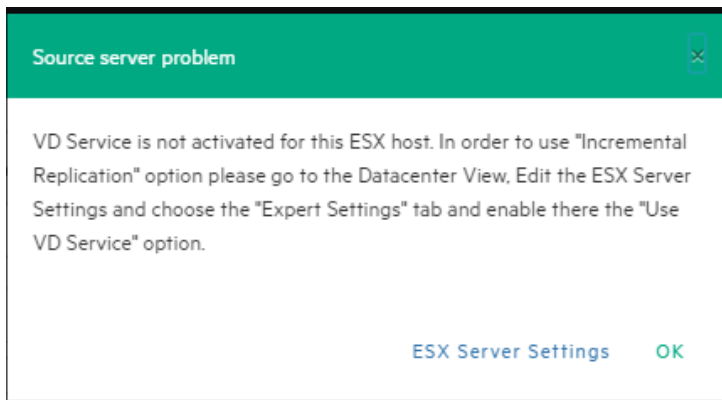 Source server problem
VD Service is not activated for this ESX host. In order to use "Incremental
Replication" option please go to the Datacenter View, Edit the ESX Server
Settings and choose the "Expert Settings" tab and enable there the "Use
VD Service" option.
ESX Server Settings OK